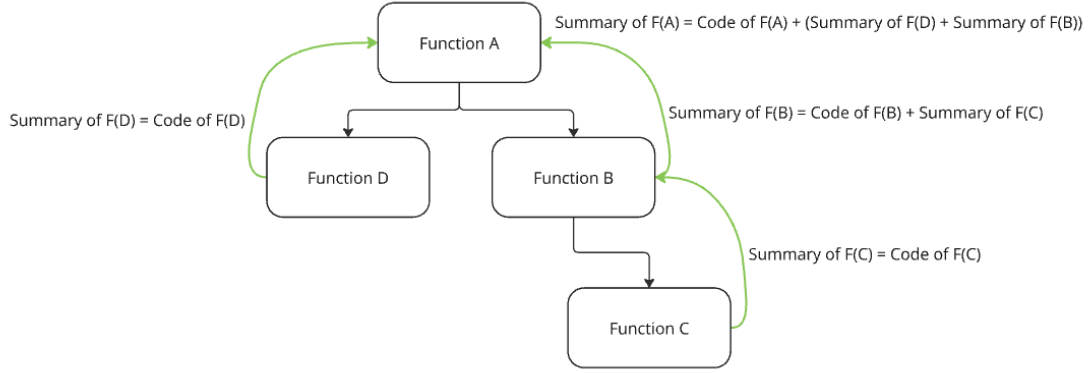 Summary of F(A) = Code of F(A) + (Summary of F(D) + Summary of F(B))
Function A
Summary of F(D) = Code of F(D)
Summary of F(B) = Code of F(B) + Summary of F(C)
Function D
Function B
Summary of F(C) = Code of F(C)
Function C